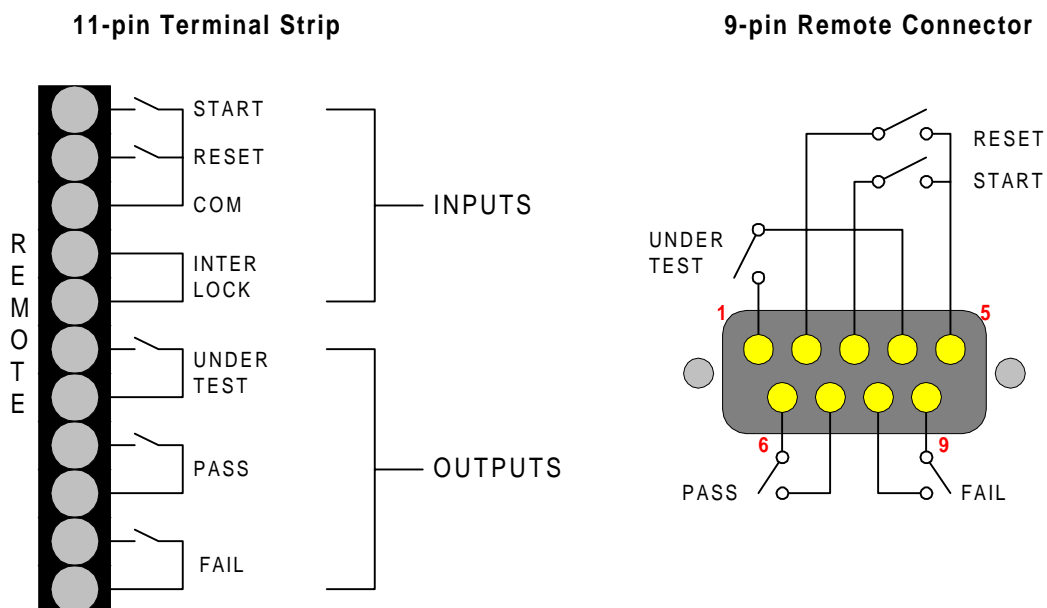 11-pin Terminal Strip
REMOTE
START
RESET
COM
INTER
LOCK
UNDER
TEST
PASS
FAIL
INPUTS
OUTPUTS
9-pin Remote Connector
RESET
START
UNDER
TEST
1
5
6
9
PASS
FAIL